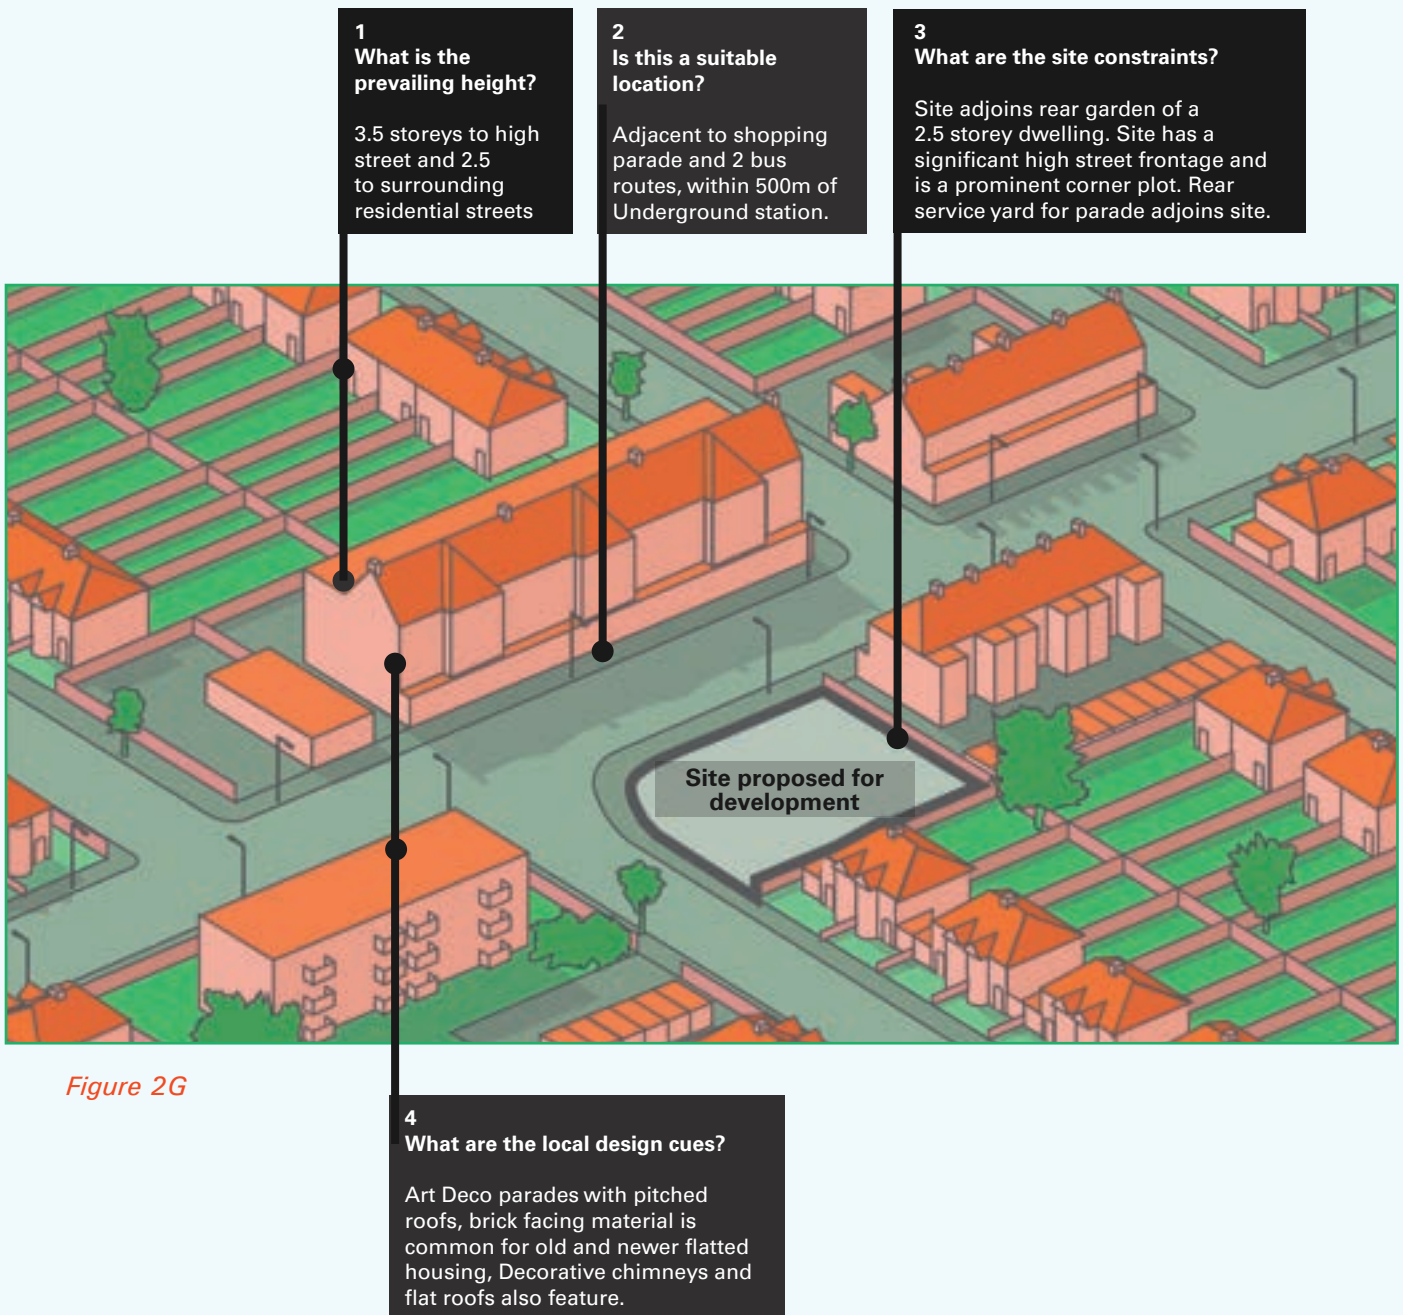 1
What is the
prevailing height?
3.5 storeys to high
street and 2.5
to surrounding
residential streets
2
Is this a suitable
location?
Adjacent to shopping
parade and 2 bus
routes, within 500m of
Underground station.
3
What are the site constraints?
Site adjoins rear garden of a
2.5 storey dwelling. Site has a
significant high street frontage and
is a prominent corner plot. Rear
service yard for parade adjoins site.
Site proposed for
development
Figure 2G
4
What are the local design cues?
Art Deco parades with pitched
roofs, brick facing material is
common for old and newer flatted
housing, Decorative chimneys and
flat roofs also feature.